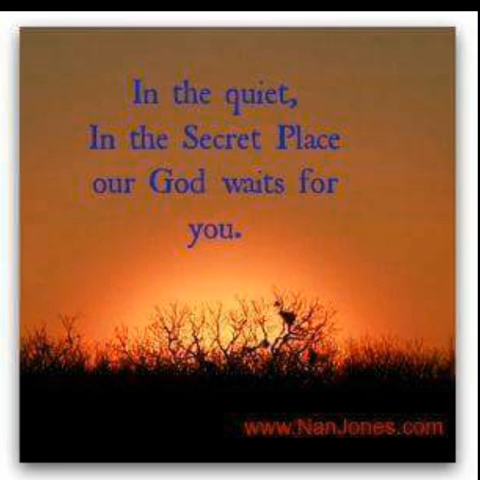 In the quiet,
In the Secret Place
our God waits for
you.
www.NanJones.com